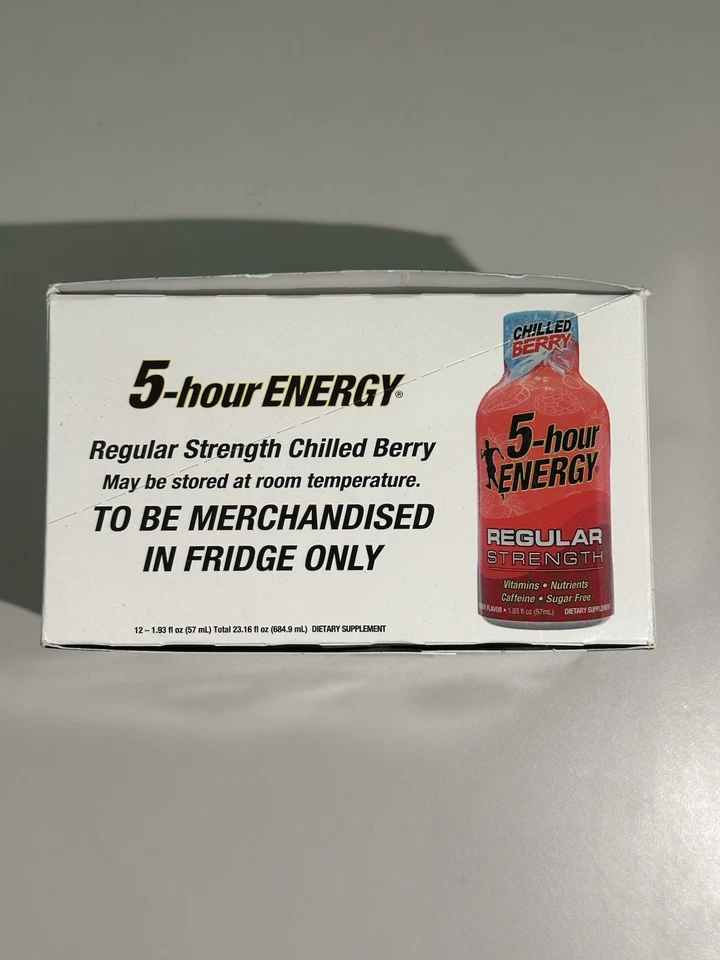 5-hour ENERGY®
Regular Strength Chilled Berry
May be stored at room temperature.
TO BE MERCHANDISED
IN FRIDGE ONLY
12 – 1.93 fl oz (57 mL) Total 23.16 fl oz (684.9 mL) DIETARY SUPPLEMENT
CHILLED
BERRY
5-hour
ENERGY
REGULAR
STRENGTH
Vitamins • Nutrients
Caffeine • Sugar Free
FLAVOR • 1.93 fl oz (57mL) DIETARY